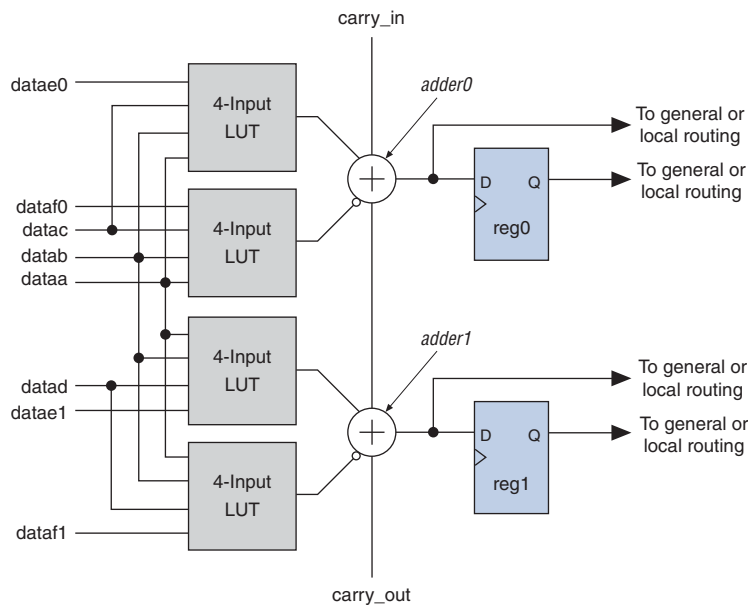 carry_in
adder0
datae0
4-Input
LUT
To general or
local routing
To general or
local routing
D Q
reg0
dataf0
datac
datab
dataa
4-Input
LUT
adder1
4-Input
LUT
To general or
local routing
datad
datae1
To general or
local routing
D Q
reg1
4-Input
LUT
dataf1
carry_out